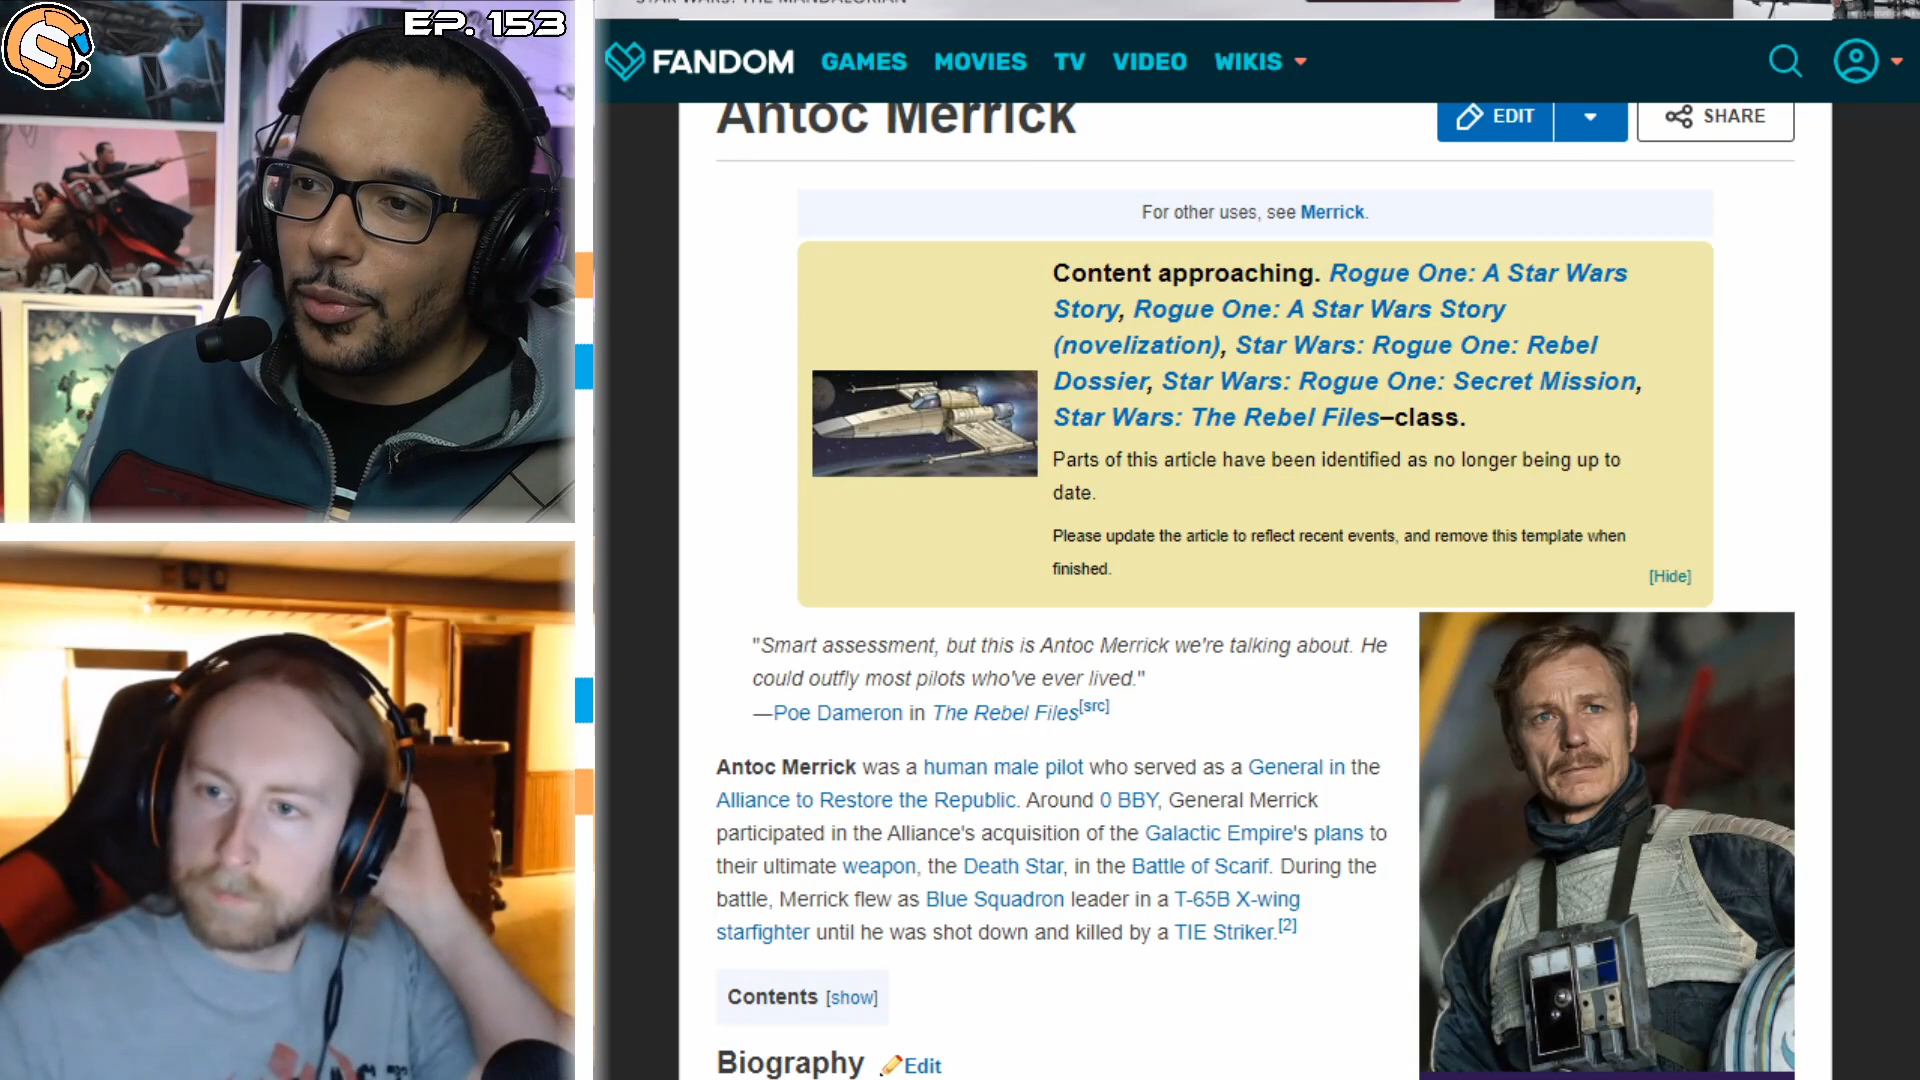 EP. 153
STAR WARS: THE MANDALORIAN
FANDOM GAMES MOVIES TV VIDEO WIKIS
Antoc Merrick
EDIT
SHARE
For other uses, see Merrick.
Content approaching. Rogue One: A Star Wars
Story, Rogue One: A Star Wars Story
(novelization), Star Wars: Rogue One: Rebel
Dossier, Star Wars: Rogue One: Secret Mission,
Star Wars: The Rebel Files–class.
Parts of this article have been identified as no longer being up to
date.
Please update the article to reflect recent events, and remove this template when
finished.
[Hide]
"Smart assessment, but this is Antoc Merrick we're talking about. He
could outfly most pilots who've ever lived."
—Poe Dameron in The Rebel Files[src]
Antoc Merrick was a human male pilot who served as a General in the
Alliance to Restore the Republic. Around 0 BBY, General Merrick
participated in the Alliance's acquisition of the Galactic Empire's plans to
their ultimate weapon, the Death Star, in the Battle of Scarif. During the
battle, Merrick flew as Blue Squadron leader in a T-65B X-wing
starfighter until he was shot down and killed by a TIE Striker.[2]
Contents [show]
Biography Edit